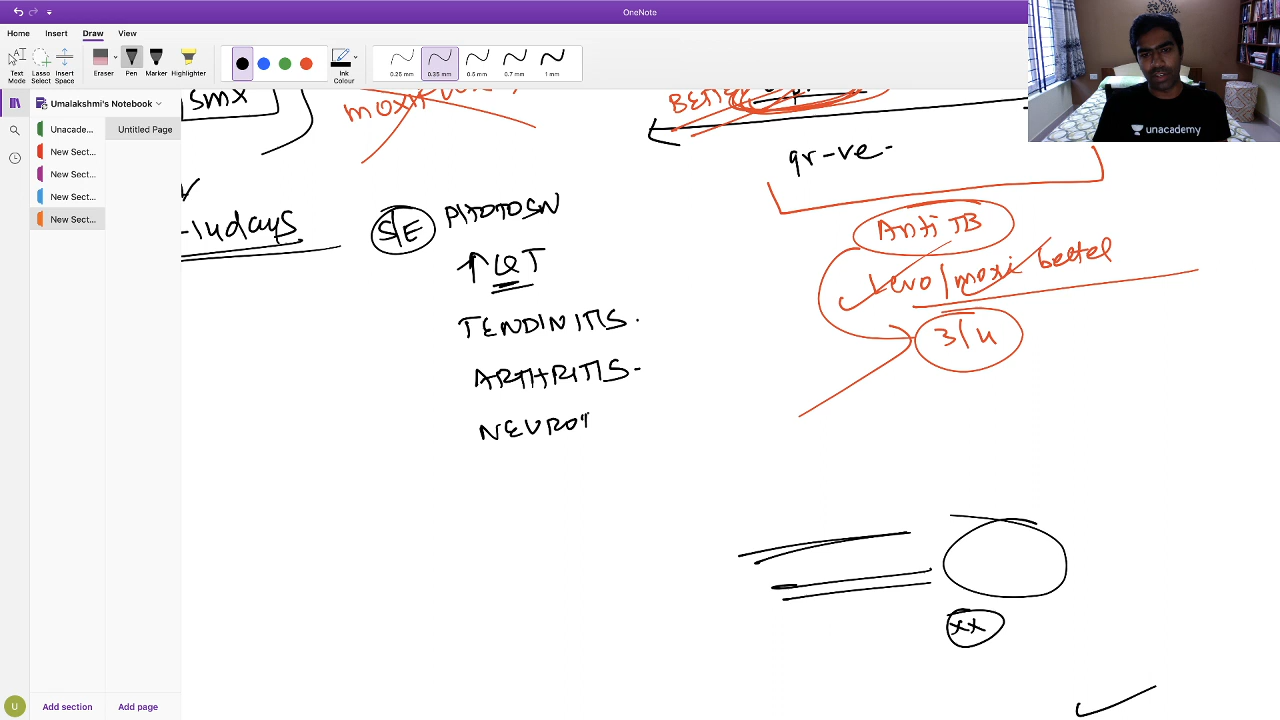 OneNote
Home Insert Draw View
Text Mode
Lasso Select
Insert Space
Eraser
Pen
Marker
Highlighter
Ink Colour
0.25 mm
0.35 mm
0.5 mm
0.7 mm
1 mm
unacademy
Umalakshmi's Notebook
Unacade...
New Sect...
New Sect...
New Sect...
New Sect...
Untitled Page
smx
BETTER
gr-ve-
-14days
S/E PHOTOSN
↑ QT
TENDINITIS.
ARTHRITIS-
NEURO
Anti TB
Levo/moxi better
3/4
xx
U
Add section
Add page